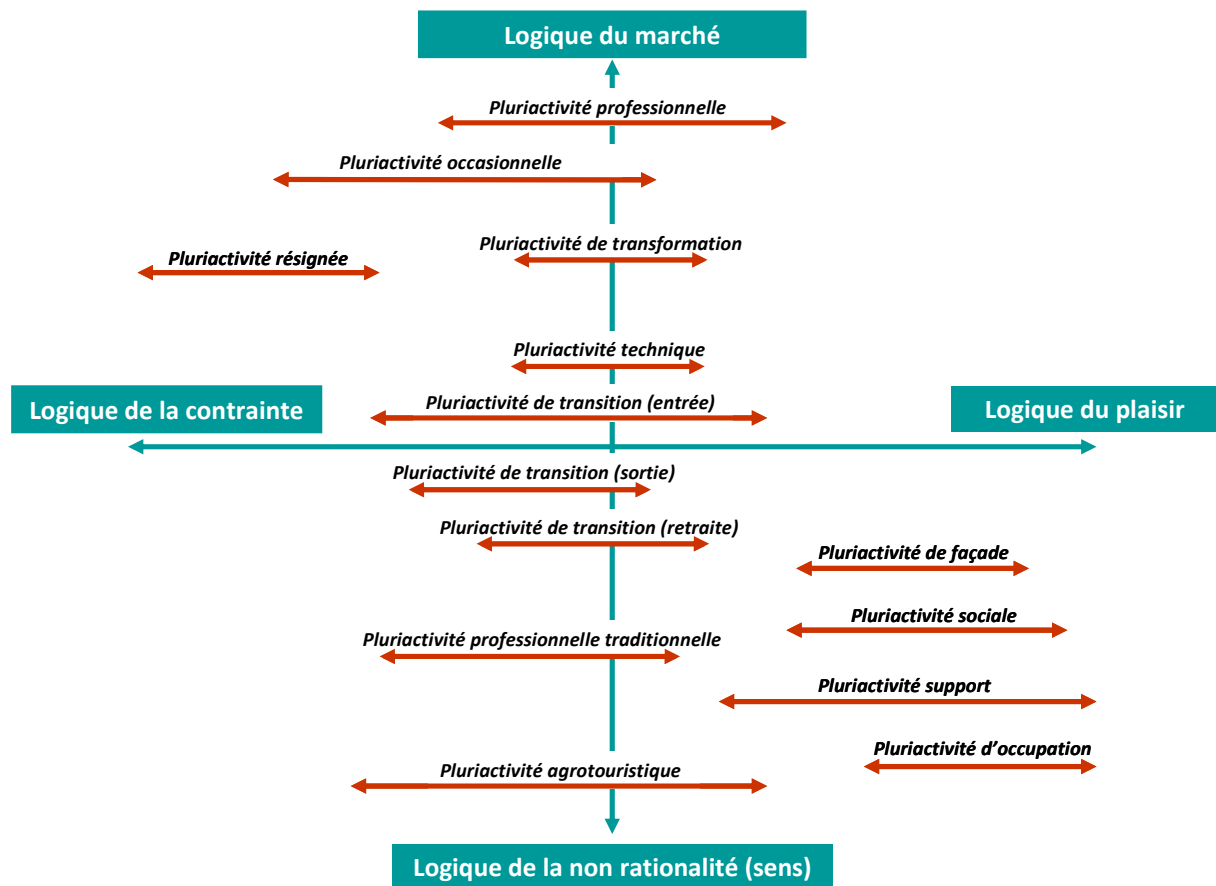 Logique du marché
Pluriactivité professionnelle
Pluriactivité occasionnelle
Pluriactivité de transformation
Pluriactivité résignée
Pluriactivité technique
Logique de la contrainte
Pluriactivité de transition (entrée)
Logique du plaisir
Pluriactivité de transition (sortie)
Pluriactivité de transition (retraite)
Pluriactivité de façade
Pluriactivité sociale
Pluriactivité professionnelle traditionnelle
Pluriactivité support
Pluriactivité d’occupation
Pluriactivité agrotouristique
Logique de la non rationalité (sens)